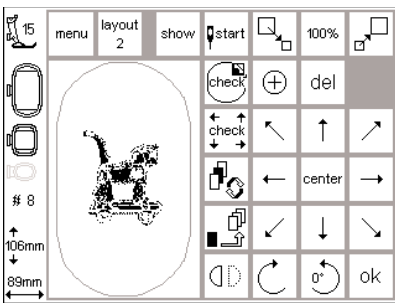 15
menu
layout
2
show
start
100%
check
del
check
center
# 8
106mm
89mm
0°
ok